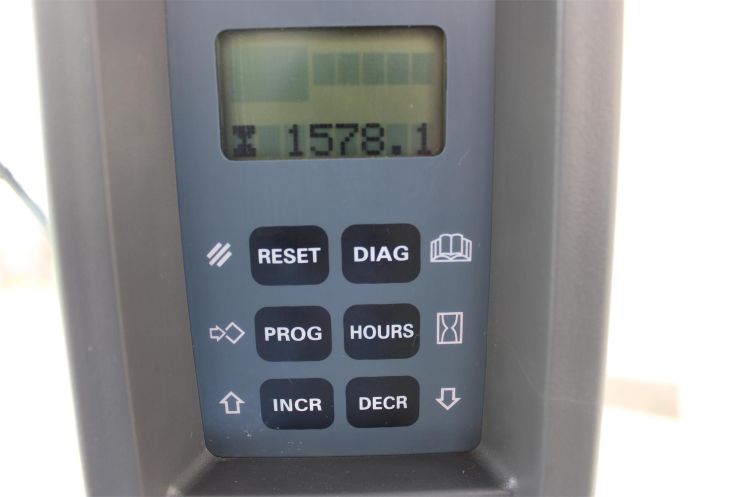 1578.1
RESET DIAG
PROG HOURS
INCR DECR